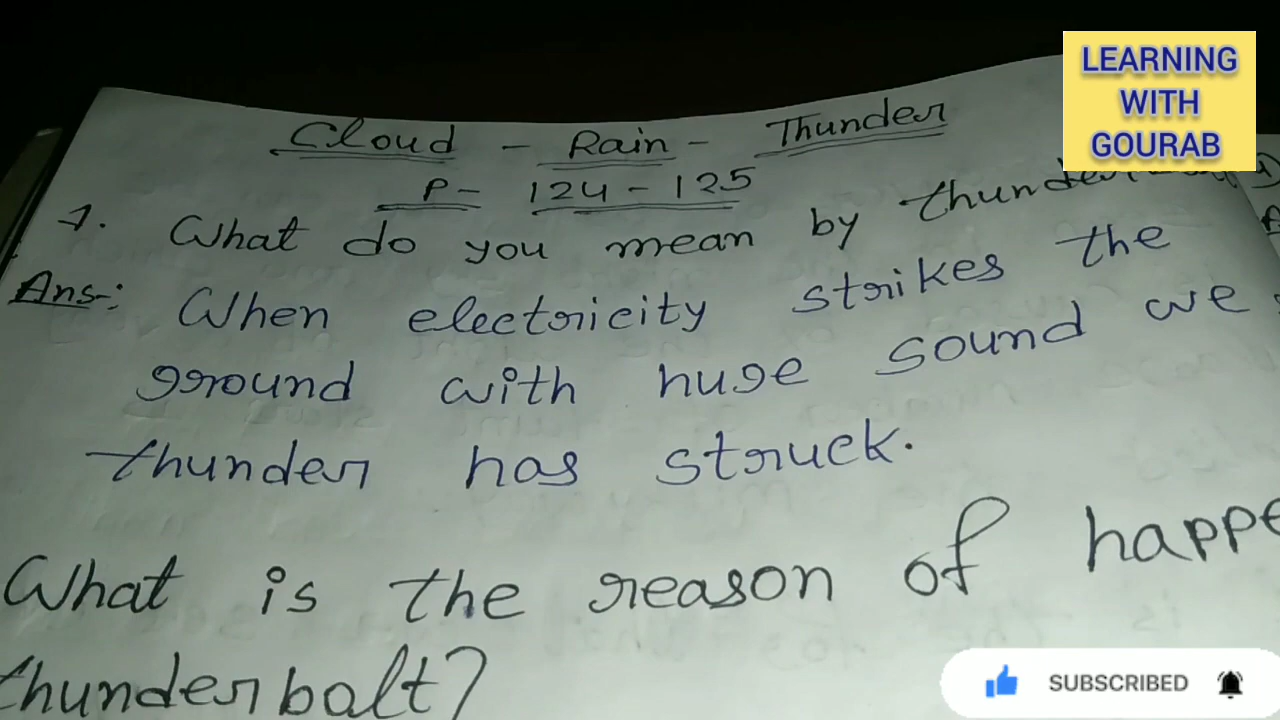 LEARNING
WITH
GOURAB
Cloud - Rain - Thunder
P- 124-125
1. What do you mean by
Ans-: When electricity strikes the
ground with huge sound we
thunder has struck.
What is the reason of
thunderbolt?
SUBSCRIBED